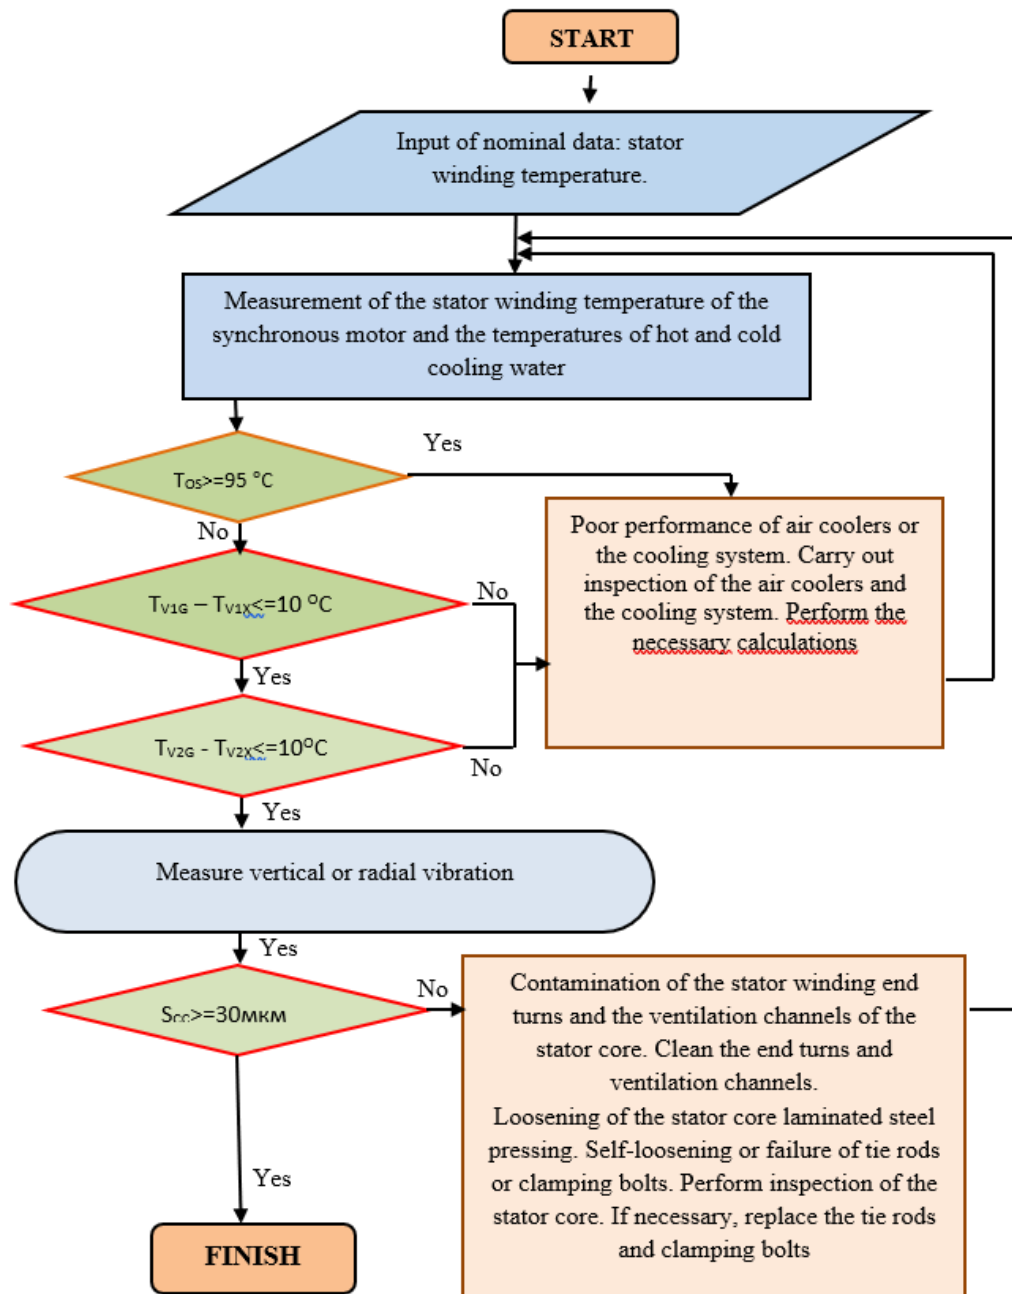 START
Input of nominal data: stator
winding temperature.
Measurement of the stator winding temperature of the
synchronous motor and the temperatures of hot and cold
cooling water
Yes
TOS>=95 °C
No
Poor performance of air coolers or
the cooling system. Carry out
inspection of the air coolers and
the cooling system. Perform the
necessary calculations
TV1G – TV1X<=10 °C
No
Yes
TV2G - TV2X<=10°C
No
Yes
Measure vertical or radial vibration
Yes
SCC>=30мкм
No
Contamination of the stator winding end
turns and the ventilation channels of the
stator core. Clean the end turns and
ventilation channels.
Loosening of the stator core laminated steel
pressing. Self-loosening or failure of tie rods
or clamping bolts. Perform inspection of the
stator core. If necessary, replace the tie rods
and clamping bolts
Yes
FINISH